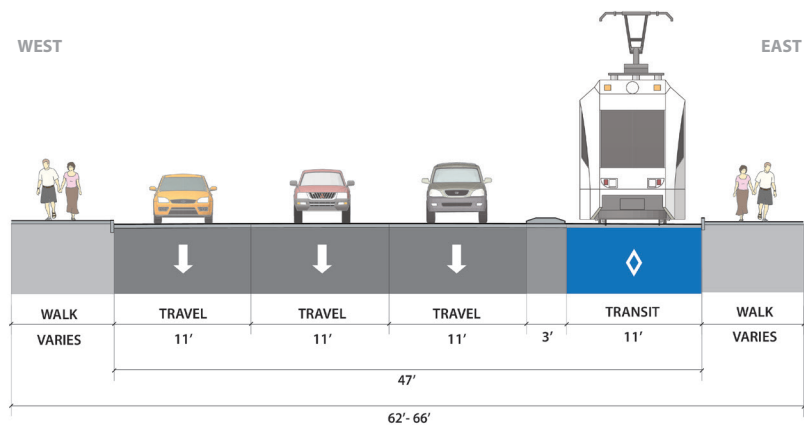 WEST
EAST
WALK TRAVEL TRAVEL TRAVEL TRANSIT WALK
VARIES 11' 11' 11' 3' 11' VARIES
47'
62'- 66'